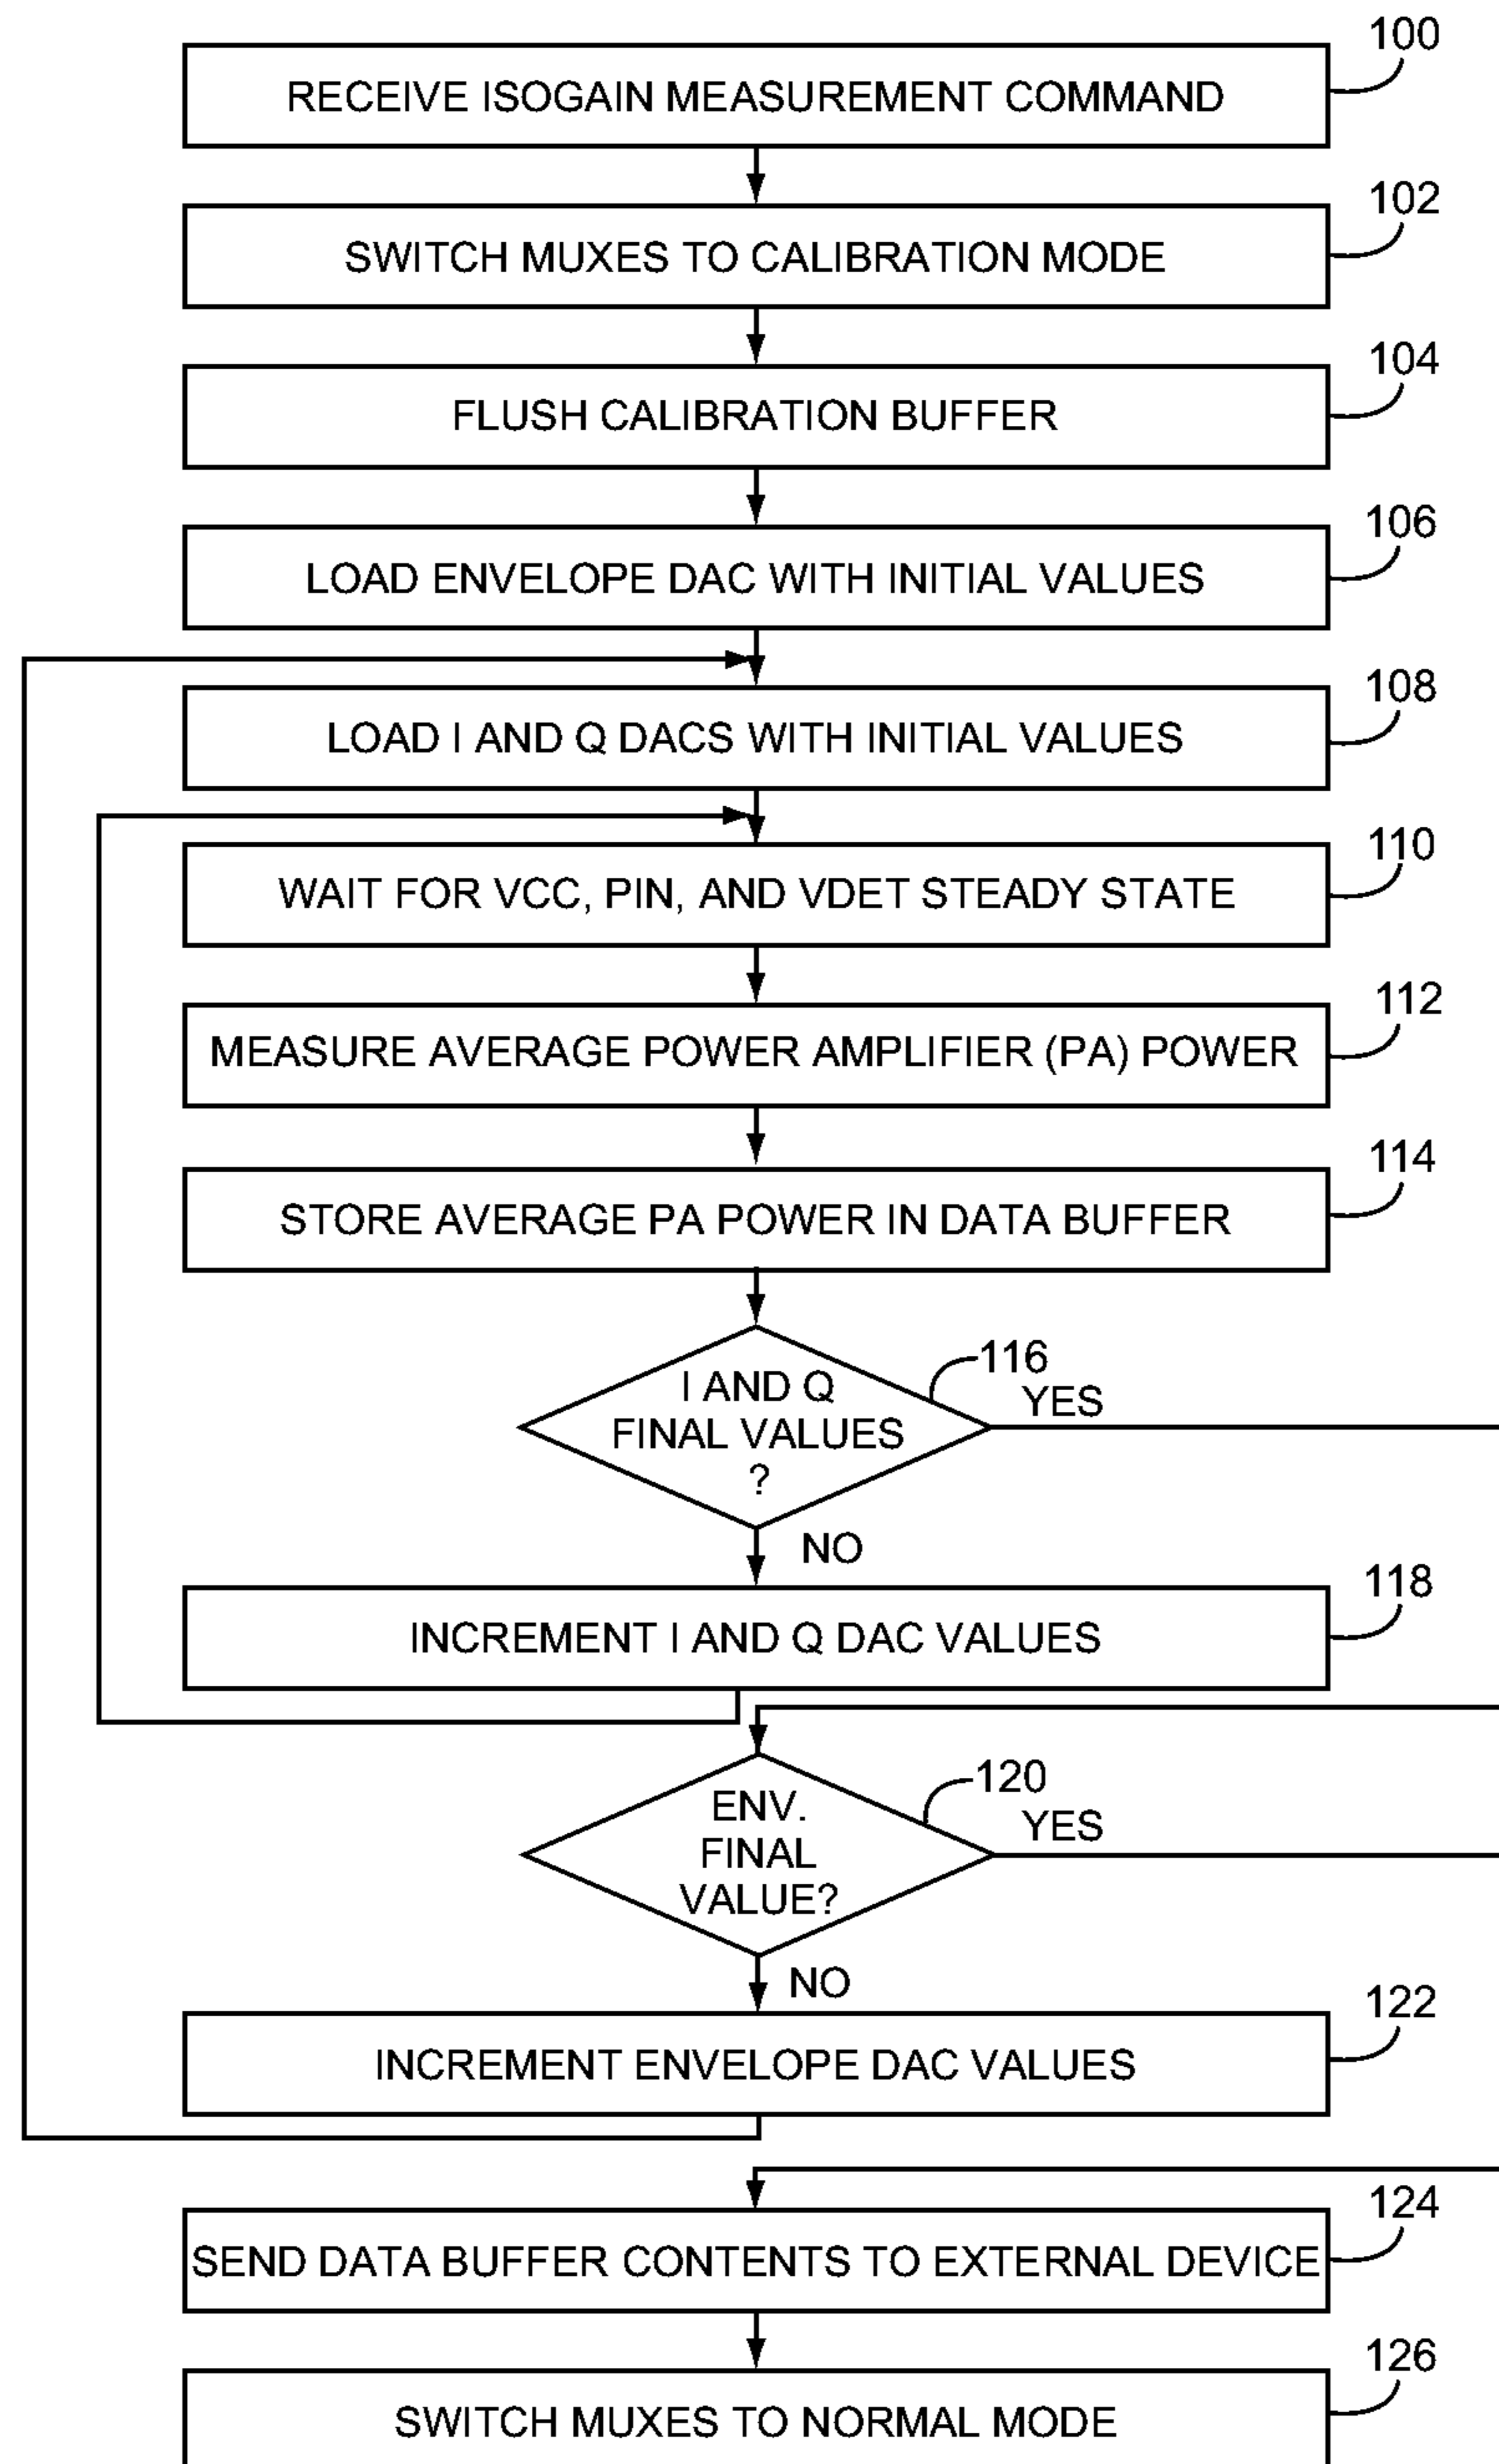 100
RECEIVE ISOGAIN MEASUREMENT COMMAND
102
SWITCH MUXES TO CALIBRATION MODE
104
FLUSH CALIBRATION BUFFER
106
LOAD ENVELOPE DAC WITH INITIAL VALUES
108
LOAD I AND Q DACS WITH INITIAL VALUES
110
WAIT FOR VCC, PIN, AND VDET STEADY STATE
112
MEASURE AVERAGE POWER AMPLIFIER (PA) POWER
114
STORE AVERAGE PA POWER IN DATA BUFFER
116
I AND Q
FINAL VALUES
?
YES
NO
118
INCREMENT I AND Q DAC VALUES
120
ENV.
FINAL
VALUE?
YES
NO
122
INCREMENT ENVELOPE DAC VALUES
124
SEND DATA BUFFER CONTENTS TO EXTERNAL DEVICE
126
SWITCH MUXES TO NORMAL MODE